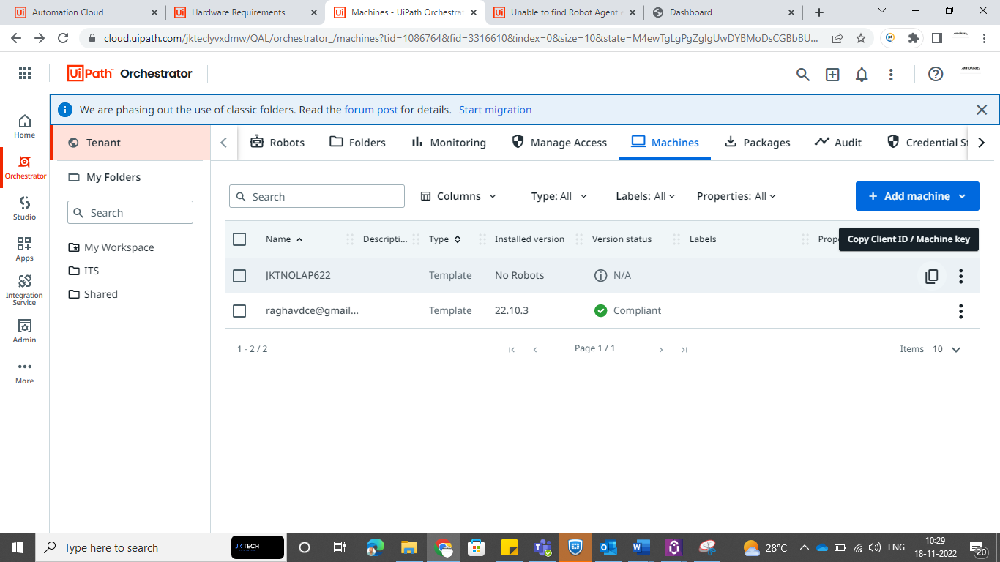 Automation Cloud
Hardware Requirements
Machines - UiPath Orchestra
Unable to find Robot Agent
Dashboard
cloud.uipath.com/jkteclyvxdmw/QAL/orchestrator_/machines?tid=1086764&fid=3316610&index=0&size=10&state=M4ewTgLgPgZglgUwDYBMoDsCGBbBU...
UiPath Orchestrator
We are phasing out the use of classic folders. Read the forum post for details. Start migration
Home
Orchestrator
Studio
Apps
Integration
Service
Admin
More
Tenant
My Folders
Search
My Workspace
ITS
Shared
Robots Folders Monitoring Manage Access Machines Packages Audit Credential St
Search Columns Type: All Labels: All Properties: All Add machine
Name Descripti... Type Installed version Version status Labels Prop
Copy Client ID / Machine key
JKTNOLAP622 Template No Robots N/A
raghavdce@gmail... Template 22.10.3 Compliant
1 - 2 / 2 Page 1 / 1 Items 10
Type here to search
JKTECH
28°C
ENG
10:29
18-11-2022
20